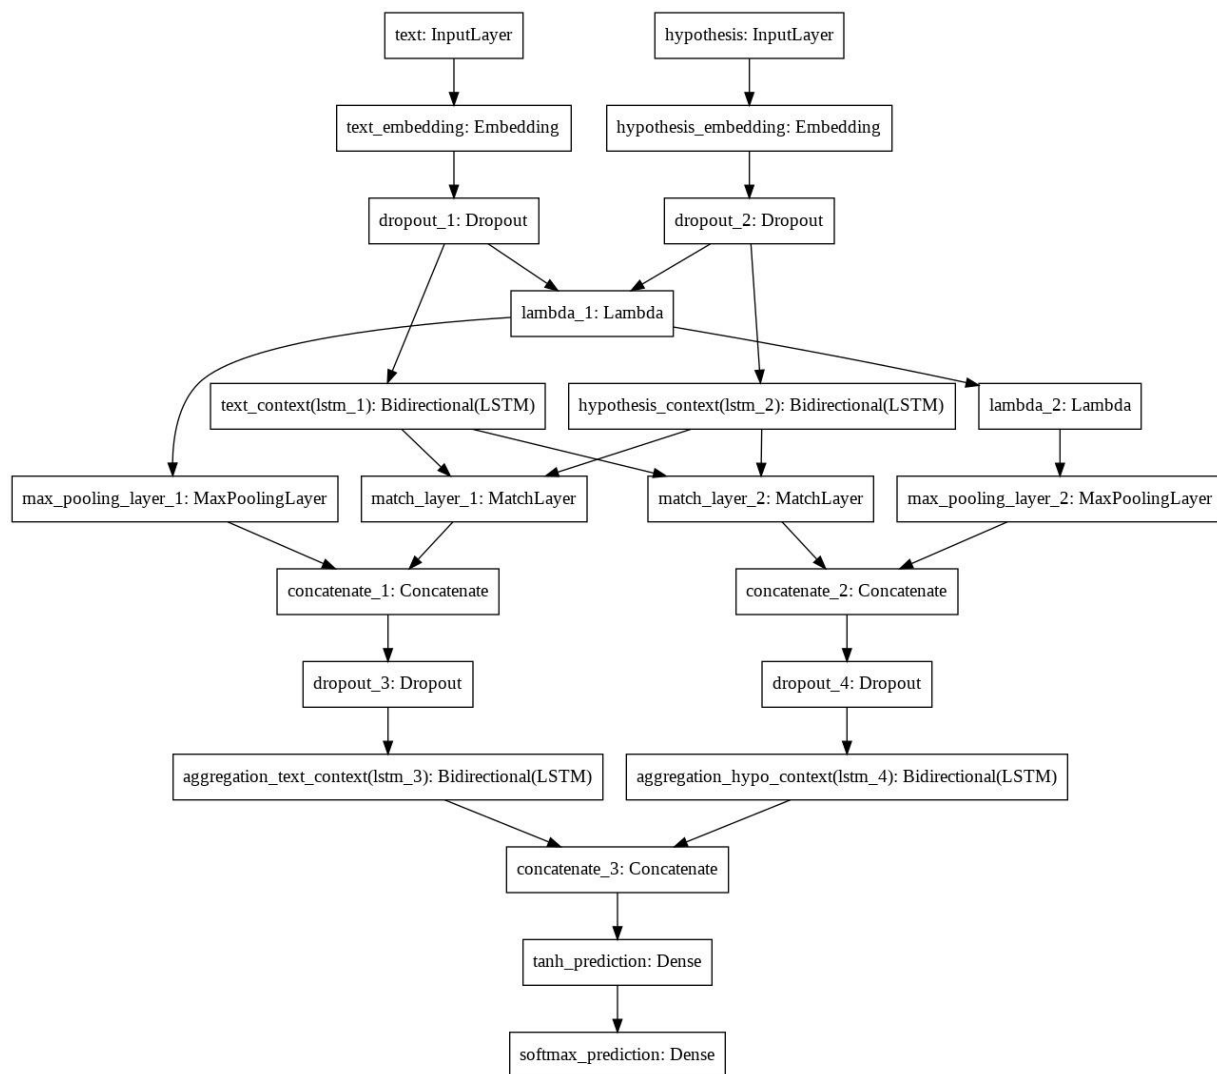 text: InputLayer
hypothesis: InputLayer
text_embedding: Embedding
hypothesis_embedding: Embedding
dropout_1: Dropout
dropout_2: Dropout
lambda_1: Lambda
text_context(lstm_1): Bidirectional(LSTM)
hypothesis_context(lstm_2): Bidirectional(LSTM)
lambda_2: Lambda
max_pooling_layer_1: MaxPoolingLayer
match_layer_1: MatchLayer
match_layer_2: MatchLayer
max_pooling_layer_2: MaxPoolingLayer
concatenate_1: Concatenate
concatenate_2: Concatenate
dropout_3: Dropout
dropout_4: Dropout
aggregation_text_context(lstm_3): Bidirectional(LSTM)
aggregation_hypo_context(lstm_4): Bidirectional(LSTM)
concatenate_3: Concatenate
tanh_prediction: Dense
softmax_prediction: Dense